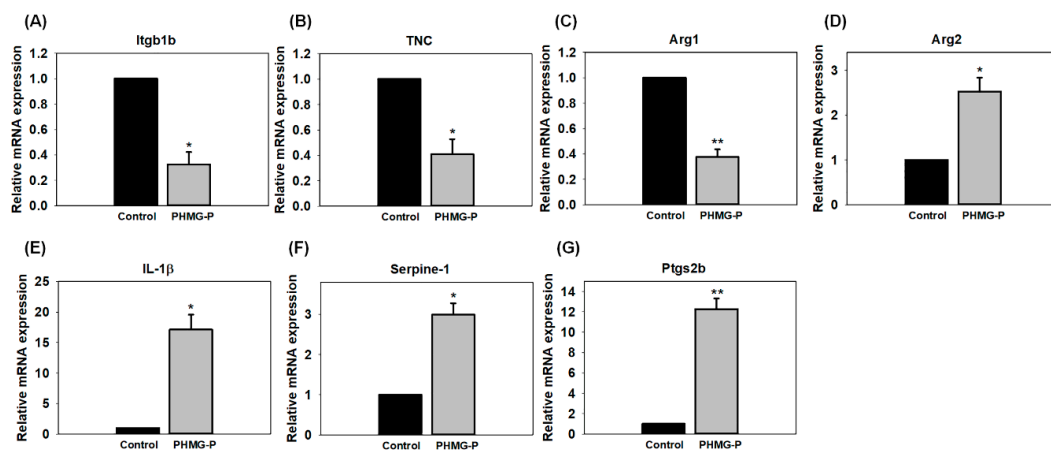 (A)
Itgb1b
Relative mRNA expression
1.2
1.0
0.8
0.6
0.4
0.2
0.0
*
Control PHMG-P
(B)
TNC
Relative mRNA expression
1.2
1.0
0.8
0.6
0.4
0.2
0.0
*
Control PHMG-P
(C)
Arg1
Relative mRNA expression
1.2
1.0
0.8
0.6
0.4
0.2
0.0
**
Control PHMG-P
(D)
Arg2
Relative mRNA expression
3
2
1
0
*
Control PHMG-P
(E)
IL-1β
Relative mRNA expression
25
20
15
10
5
0
*
Control PHMG-P
(F)
Serpine-1
Relative mRNA expression
3
2
1
0
*
Control PHMG-P
(G)
Ptgs2b
Relative mRNA expression
14
12
10
8
6
4
2
0
**
Control PHMG-P